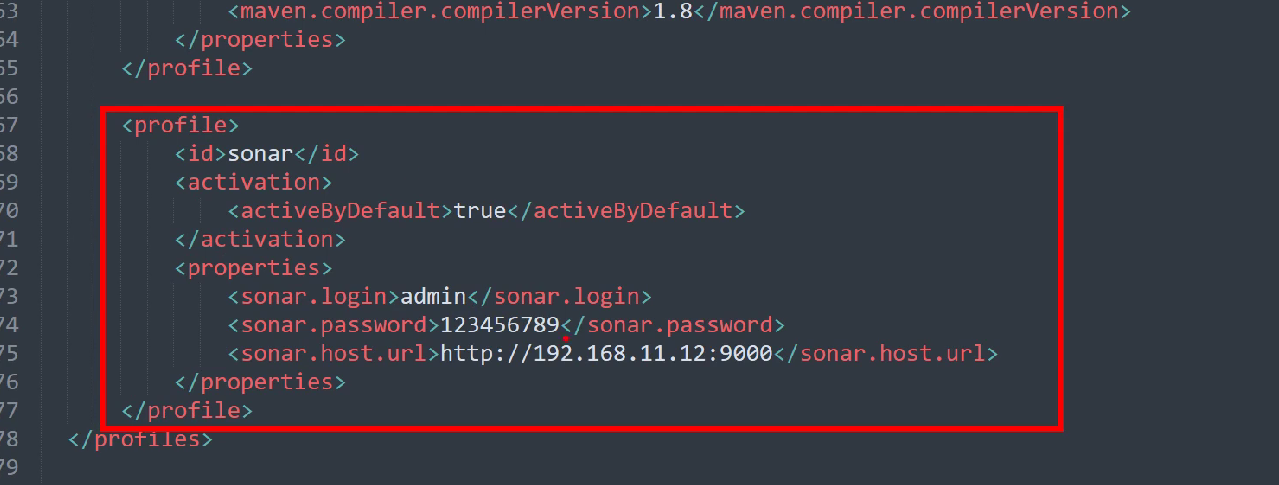 53 <maven.compiler.compilerVersion>1.8</maven.compiler.compilerVersion>
54 </properties>
55 </profile>
56
57 <profile>
58 <id>sonar</id>
59 <activation>
70 <activeByDefault>true</activeByDefault>
71 </activation>
72 <properties>
73 <sonar.login>admin</sonar.login>
74 <sonar.password>123456789</sonar.password>
75 <sonar.host.url>http://192.168.11.12:9000</sonar.host.url>
76 </properties>
77 </profile>
78 </profiles>
79